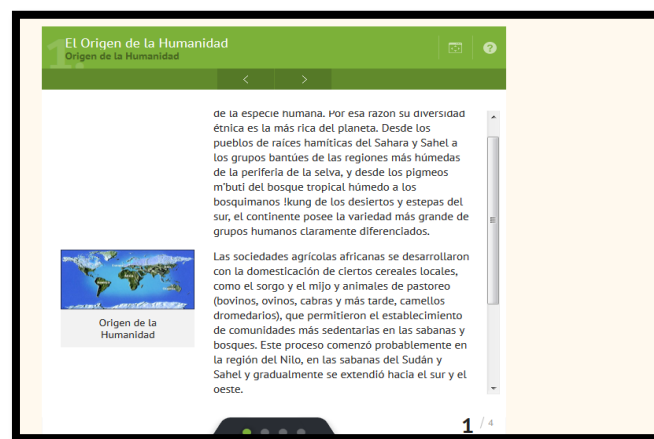 1.
El Origen de la Humanidad
Origen de la Humanidad
?
<
>
de la especie humana. Por esa razón su diversidad
étnica es la más rica del planeta. Desde los
pueblos de raíces hamíticas del Sahara y Sahel a
los grupos bantúes de las regiones más húmedas
de la periferia de la selva, y desde los pigmeos
m'buti del bosque tropical húmedo a los
bosquimanos !kung de los desiertos y estepas del
sur, el continente posee la variedad más grande de
grupos humanos claramente diferenciados.
Las sociedades agrícolas africanas se desarrollaron
con la domesticación de ciertos cereales locales,
como el sorgo y el mijo y animales de pastoreo
(bovinos, ovinos, cabras y más tarde, camellos
dromedarios), que permitieron el establecimiento
de comunidades más sedentarias en las sabanas y
bosques. Este proceso comenzó probablemente en
la región del Nilo, en las sabanas del Sudán y
Sahel y gradualmente se extendió hacia el sur y el
oeste.
Origen de la
Humanidad
1 / 4